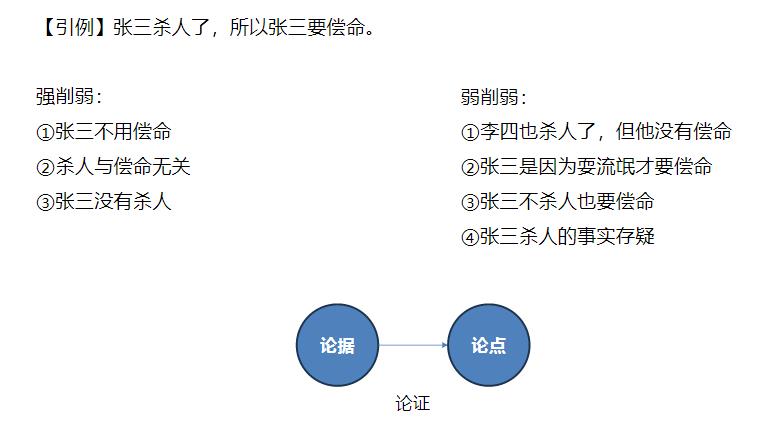 【引例】张三杀人了，所以张三要偿命。
强削弱：
①张三不用偿命
②杀人与偿命无关
③张三没有杀人
弱削弱：
①李四也杀人了，但他没有偿命
②张三是因为耍流氓才要偿命
③张三不杀人也要偿命
④张三杀人的事实存疑
论据
论点
论证